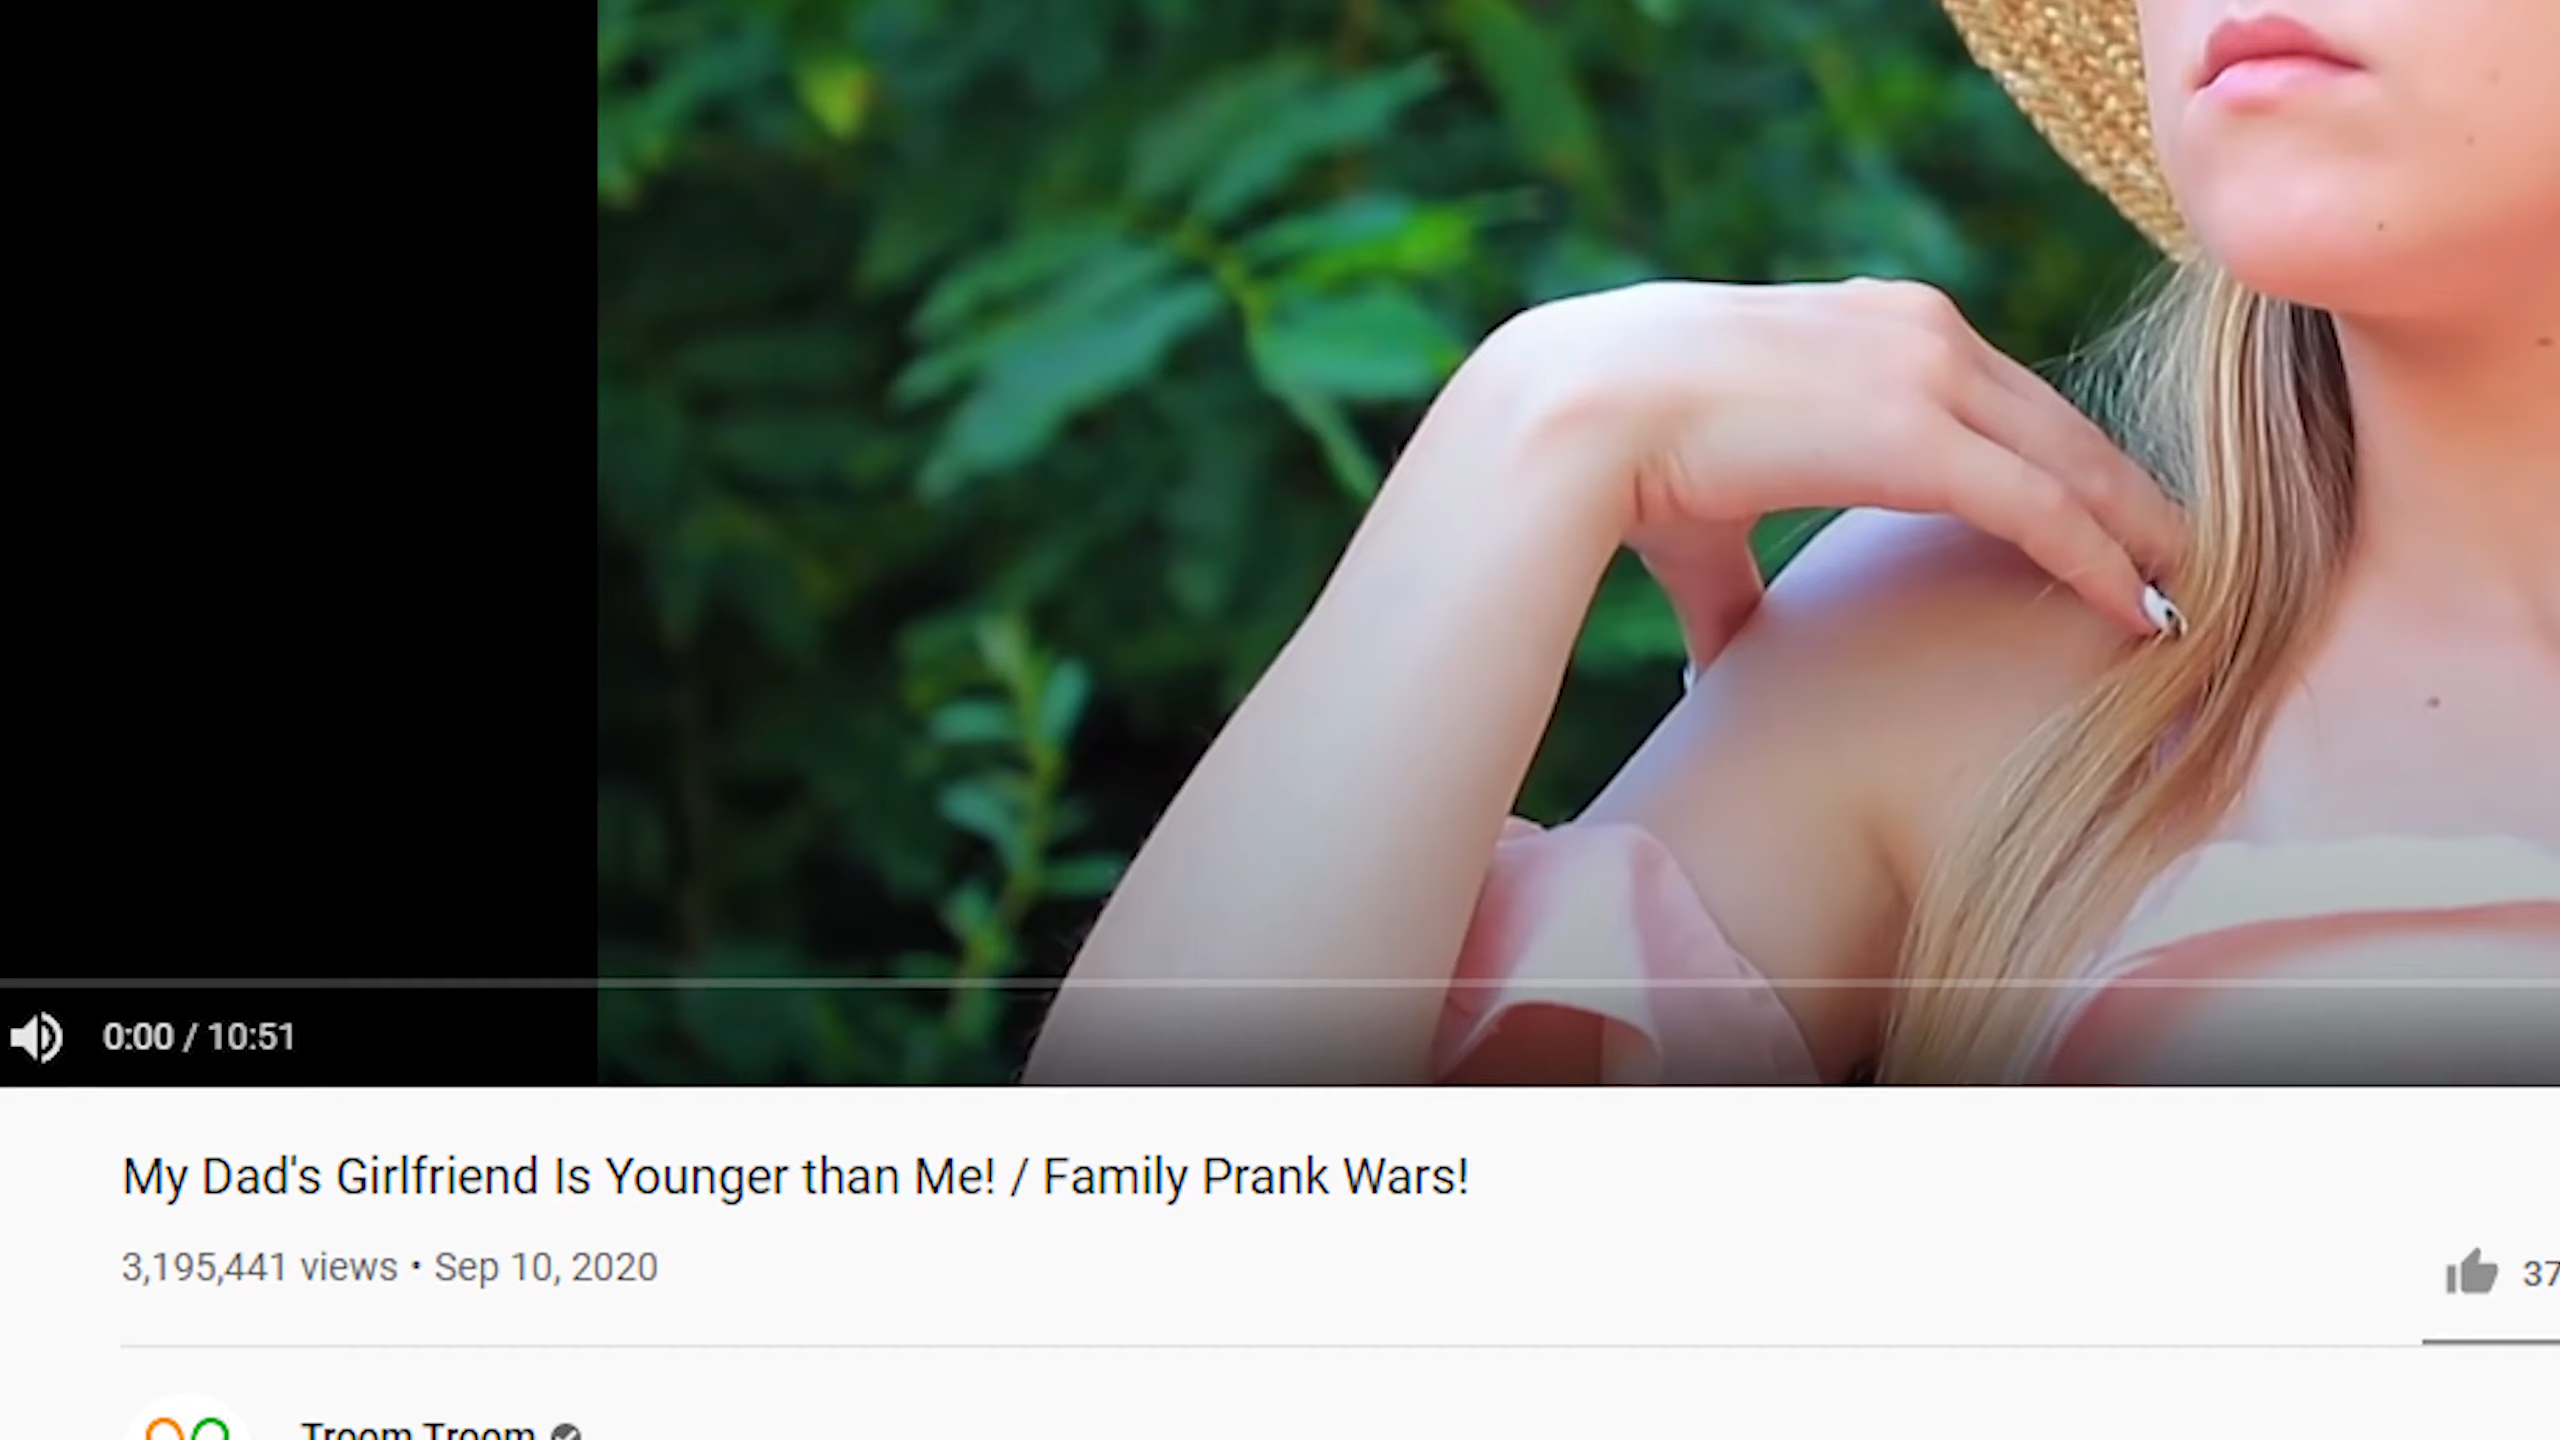 0:00 / 10:51
My Dad's Girlfriend Is Younger than Me! / Family Prank Wars!
3,195,441 views • Sep 10, 2020
37
Troom Troom